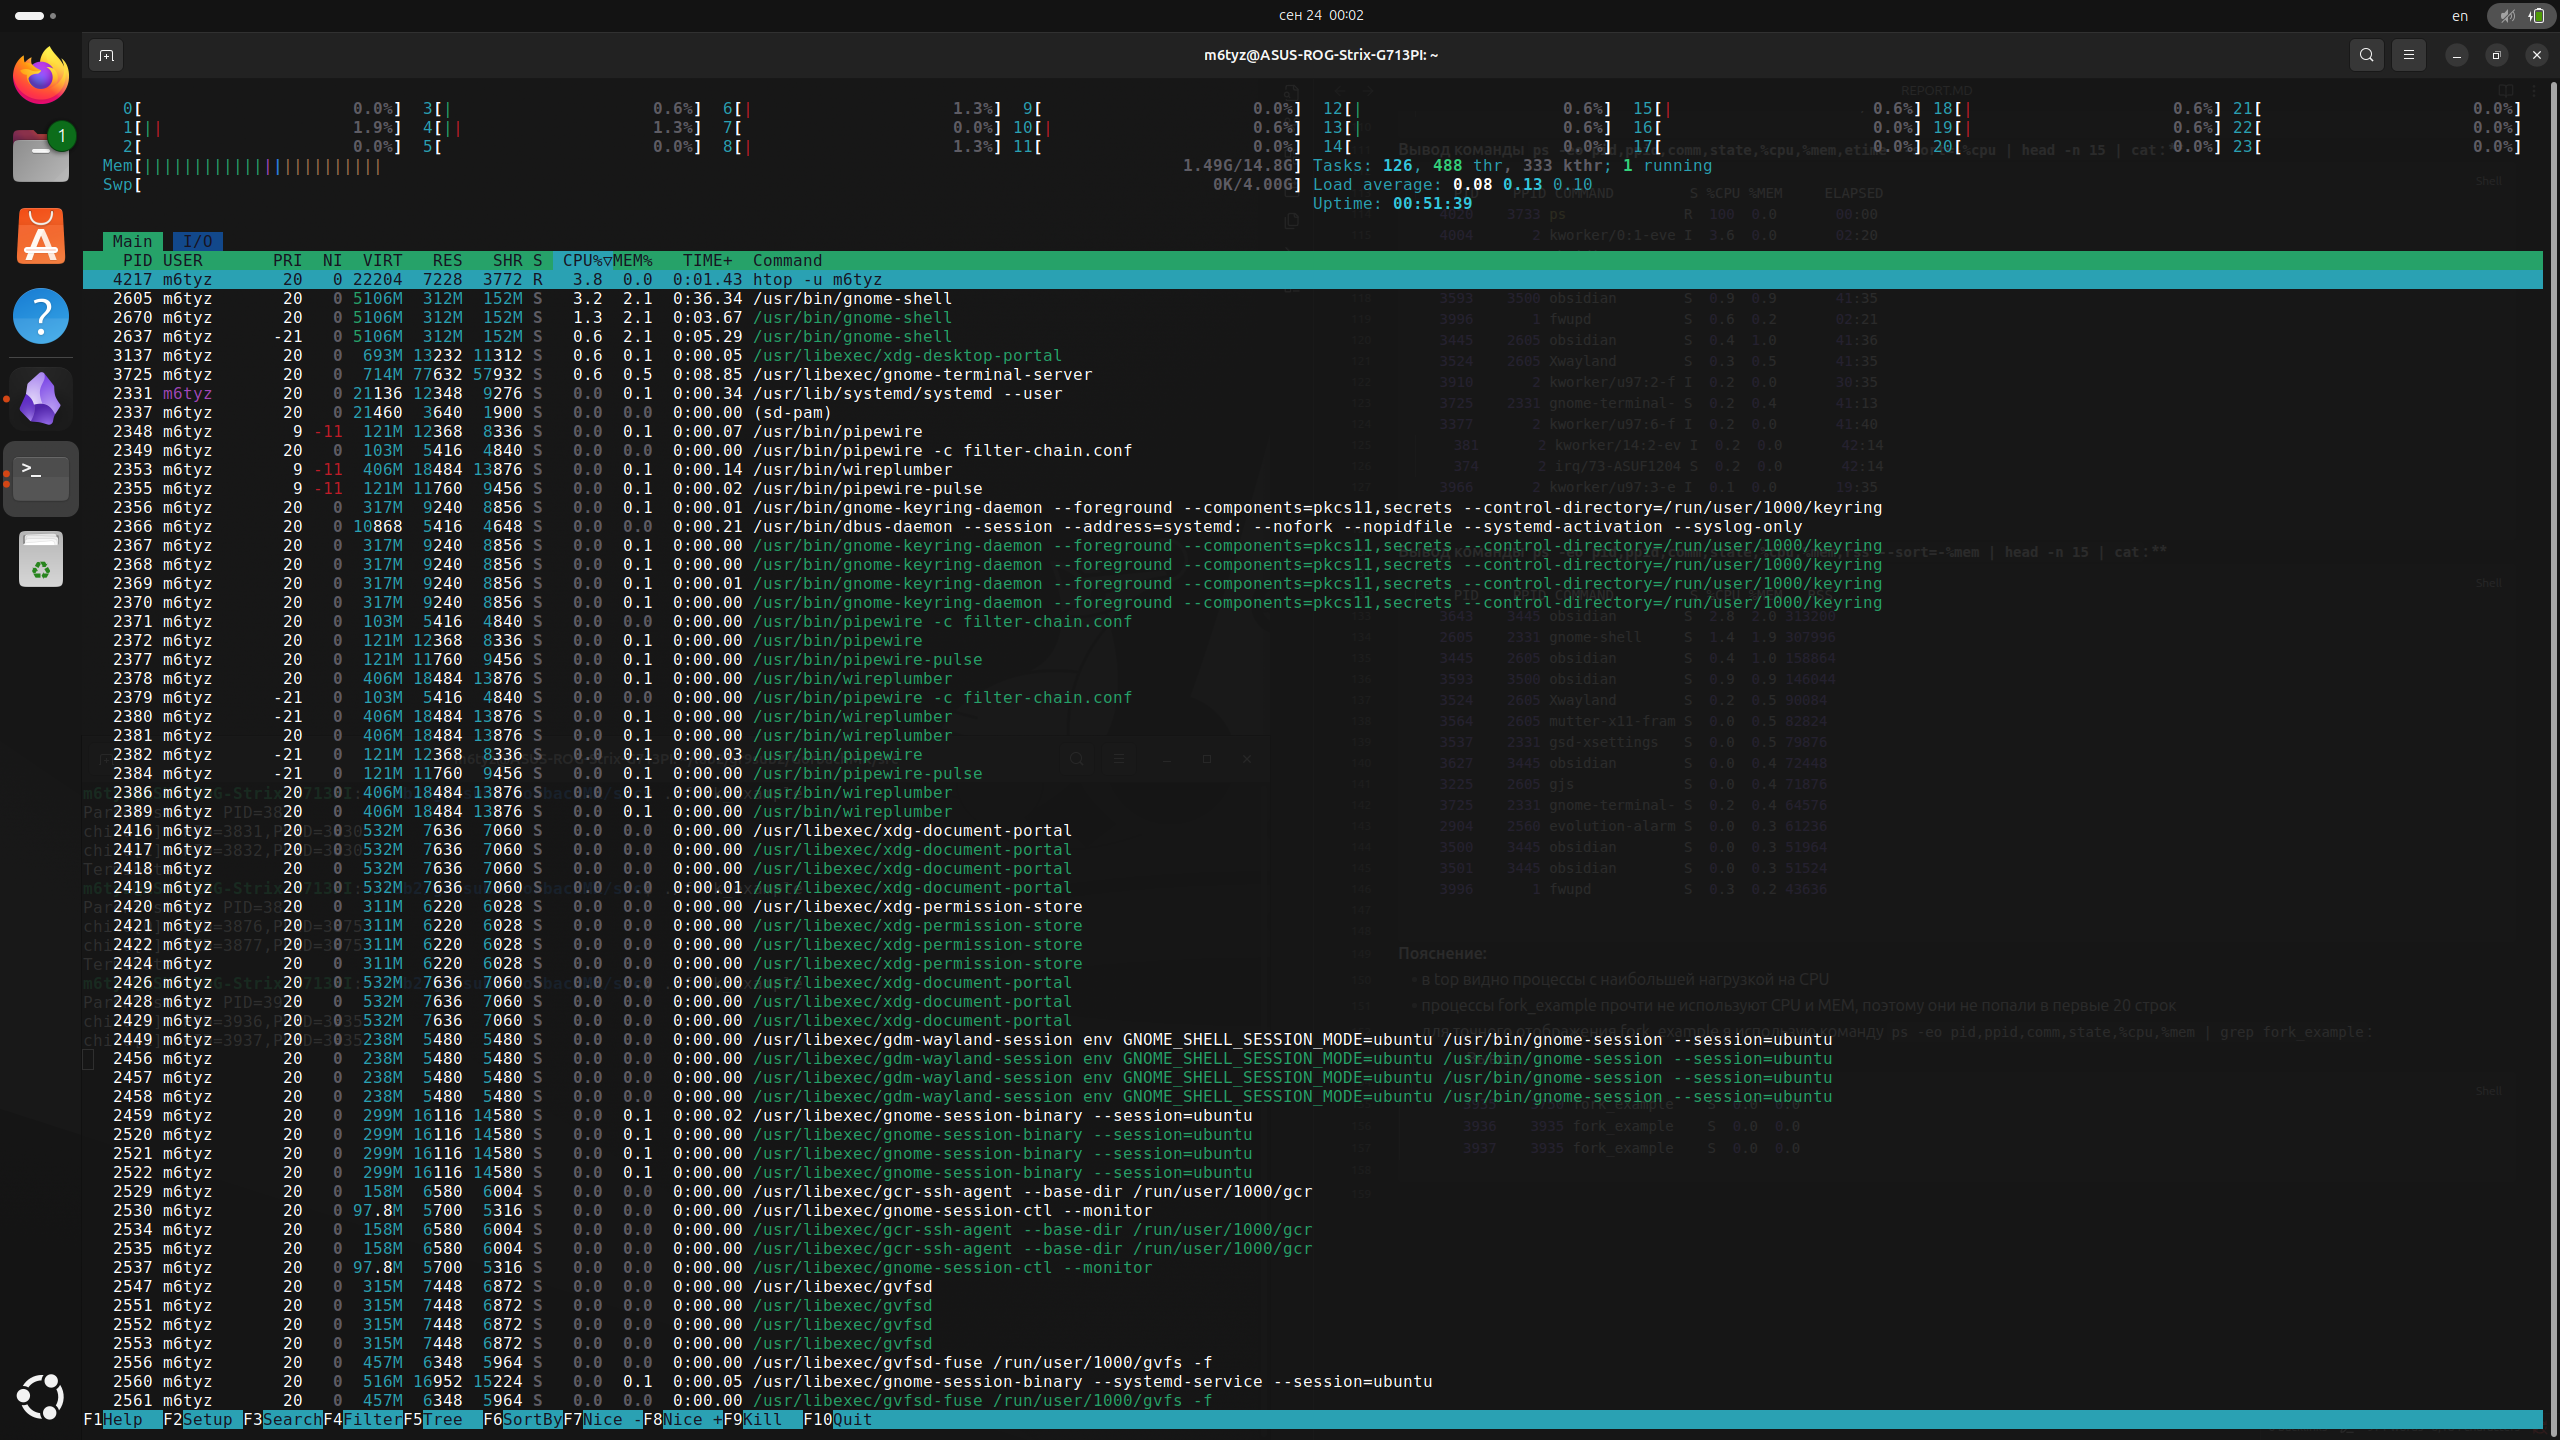 сен 24 00:02
en
m6tyz@ASUS-ROG-Strix-G713PI: ~
1
0[ 0.0%] 3[| 0.6%] 6[| 1.3%] 9[ 0.0%] 12[| 0.6%] 15[| 0.6%] 18[| 0.6%] 21[ 0.0%]
1[|| 1.9%] 4[|| 1.3%] 7[ 0.0%] 10[| 0.6%] 13[| 0.6%] 16[ 0.0%] 19[| 0.6%] 22[ 0.0%]
2[ 0.0%] 5[ 0.0%] 8[| 1.3%] 11[ 0.0%] 14[ 0.0%] 17[ 0.0%] 20[ 0.0%] 23[ 0.0%]
Mem[|||||||||||||||||||||||| 1.49G/14.8G] Tasks: 126, 488 thr, 333 kthr; 1 running
Swp[ 0K/4.00G] Load average: 0.08 0.13 0.10
Uptime: 00:51:39
Main I/O
PID USER PRI NI VIRT RES SHR S CPU%▽MEM% TIME+ Command
4217 m6tyz 20 0 22204 7228 3772 R 3.8 0.0 0:01.43 htop -u m6tyz
2605 m6tyz 20 0 5106M 312M 152M S 3.2 2.1 0:36.34 /usr/bin/gnome-shell
2670 m6tyz 20 0 5106M 312M 152M S 1.3 2.1 0:03.67 /usr/bin/gnome-shell
2637 m6tyz -21 0 5106M 312M 152M S 0.6 2.1 0:05.29 /usr/bin/gnome-shell
3137 m6tyz 20 0 693M 13232 11312 S 0.6 0.1 0:00.05 /usr/libexec/xdg-desktop-portal
3725 m6tyz 20 0 714M 77632 57932 S 0.6 0.5 0:08.85 /usr/libexec/gnome-terminal-server
2331 m6tyz 20 0 21136 12348 9276 S 0.0 0.1 0:00.34 /usr/lib/systemd/systemd --user
2337 m6tyz 20 0 21460 3640 1900 S 0.0 0.0 0:00.00 (sd-pam)
2348 m6tyz 9 -11 121M 12368 8336 S 0.0 0.1 0:00.07 /usr/bin/pipewire
2349 m6tyz 20 0 103M 5416 4840 S 0.0 0.0 0:00.00 /usr/bin/pipewire -c filter-chain.conf
2353 m6tyz 9 -11 406M 18484 13876 S 0.0 0.1 0:00.14 /usr/bin/wireplumber
2355 m6tyz 9 -11 121M 11760 9456 S 0.0 0.1 0:00.02 /usr/bin/pipewire-pulse
2356 m6tyz 20 0 317M 9240 8856 S 0.0 0.1 0:00.01 /usr/bin/gnome-keyring-daemon --foreground --components=pkcs11,secrets --control-directory=/run/user/1000/keyring
2366 m6tyz 20 0 10868 5416 4648 S 0.0 0.0 0:00.21 /usr/bin/dbus-daemon --session --address=systemd: --nofork --nopidfile --systemd-activation --syslog-only
2367 m6tyz 20 0 317M 9240 8856 S 0.0 0.1 0:00.00 /usr/bin/gnome-keyring-daemon --foreground --components=pkcs11,secrets --control-directory=/run/user/1000/keyring
2368 m6tyz 20 0 317M 9240 8856 S 0.0 0.1 0:00.00 /usr/bin/gnome-keyring-daemon --foreground --components=pkcs11,secrets --control-directory=/run/user/1000/keyring
2369 m6tyz 20 0 317M 9240 8856 S 0.0 0.1 0:00.01 /usr/bin/gnome-keyring-daemon --foreground --components=pkcs11,secrets --control-directory=/run/user/1000/keyring
2370 m6tyz 20 0 317M 9240 8856 S 0.0 0.1 0:00.00 /usr/bin/gnome-keyring-daemon --foreground --components=pkcs11,secrets --control-directory=/run/user/1000/keyring
2371 m6tyz 20 0 103M 5416 4840 S 0.0 0.0 0:00.00 /usr/bin/pipewire -c filter-chain.conf
2372 m6tyz 20 0 121M 12368 8336 S 0.0 0.1 0:00.00 /usr/bin/pipewire
2377 m6tyz 20 0 121M 11760 9456 S 0.0 0.1 0:00.00 /usr/bin/pipewire-pulse
2378 m6tyz 20 0 406M 18484 13876 S 0.0 0.1 0:00.00 /usr/bin/wireplumber
2379 m6tyz -21 0 103M 5416 4840 S 0.0 0.0 0:00.00 /usr/bin/pipewire -c filter-chain.conf
2380 m6tyz -21 0 406M 18484 13876 S 0.0 0.1 0:00.00 /usr/bin/wireplumber
2381 m6tyz 20 0 406M 18484 13876 S 0.0 0.1 0:00.00 /usr/bin/wireplumber
2382 m6tyz -21 0 121M 12368 8336 S 0.0 0.1 0:00.03 /usr/bin/pipewire
2384 m6tyz -21 0 121M 11760 9456 S 0.0 0.1 0:00.00 /usr/bin/pipewire-pulse
2386 m6tyz 20 0 406M 18484 13876 S 0.0 0.1 0:00.00 /usr/bin/wireplumber
2389 m6tyz 20 0 406M 18484 13876 S 0.0 0.1 0:00.00 /usr/bin/wireplumber
2416 m6tyz 20 0 532M 7636 7060 S 0.0 0.0 0:00.00 /usr/libexec/xdg-document-portal
2417 m6tyz 20 0 532M 7636 7060 S 0.0 0.0 0:00.00 /usr/libexec/xdg-document-portal
2418 m6tyz 20 0 532M 7636 7060 S 0.0 0.0 0:00.00 /usr/libexec/xdg-document-portal
2419 m6tyz 20 0 532M 7636 7060 S 0.0 0.0 0:00.01 /usr/libexec/xdg-document-portal
2420 m6tyz 20 0 311M 6220 6028 S 0.0 0.0 0:00.00 /usr/libexec/xdg-permission-store
2421 m6tyz 20 0 311M 6220 6028 S 0.0 0.0 0:00.00 /usr/libexec/xdg-permission-store
2422 m6tyz 20 0 311M 6220 6028 S 0.0 0.0 0:00.00 /usr/libexec/xdg-permission-store
2424 m6tyz 20 0 311M 6220 6028 S 0.0 0.0 0:00.00 /usr/libexec/xdg-permission-store
2426 m6tyz 20 0 532M 7636 7060 S 0.0 0.0 0:00.00 /usr/libexec/xdg-document-portal
2428 m6tyz 20 0 532M 7636 7060 S 0.0 0.0 0:00.00 /usr/libexec/xdg-document-portal
2429 m6tyz 20 0 532M 7636 7060 S 0.0 0.0 0:00.00 /usr/libexec/xdg-document-portal
2449 m6tyz 20 0 238M 5480 5480 S 0.0 0.0 0:00.00 /usr/libexec/gdm-wayland-session env GNOME_SHELL_SESSION_MODE=ubuntu /usr/bin/gnome-session --session=ubuntu
2456 m6tyz 20 0 238M 5480 5480 S 0.0 0.0 0:00.00 /usr/libexec/gdm-wayland-session env GNOME_SHELL_SESSION_MODE=ubuntu /usr/bin/gnome-session --session=ubuntu
2457 m6tyz 20 0 238M 5480 5480 S 0.0 0.0 0:00.00 /usr/libexec/gdm-wayland-session env GNOME_SHELL_SESSION_MODE=ubuntu /usr/bin/gnome-session --session=ubuntu
2458 m6tyz 20 0 238M 5480 5480 S 0.0 0.0 0:00.00 /usr/libexec/gdm-wayland-session env GNOME_SHELL_SESSION_MODE=ubuntu /usr/bin/gnome-session --session=ubuntu
2459 m6tyz 20 0 299M 16116 14580 S 0.0 0.1 0:00.02 /usr/libexec/gnome-session-binary --session=ubuntu
2520 m6tyz 20 0 299M 16116 14580 S 0.0 0.1 0:00.00 /usr/libexec/gnome-session-binary --session=ubuntu
2521 m6tyz 20 0 299M 16116 14580 S 0.0 0.1 0:00.00 /usr/libexec/gnome-session-binary --session=ubuntu
2522 m6tyz 20 0 299M 16116 14580 S 0.0 0.1 0:00.00 /usr/libexec/gnome-session-binary --session=ubuntu
2529 m6tyz 20 0 158M 6580 6004 S 0.0 0.0 0:00.00 /usr/libexec/gcr-ssh-agent --base-dir /run/user/1000/gcr
2530 m6tyz 20 0 97.8M 5700 5316 S 0.0 0.0 0:00.00 /usr/libexec/gnome-session-ctl --monitor
2534 m6tyz 20 0 158M 6580 6004 S 0.0 0.0 0:00.00 /usr/libexec/gcr-ssh-agent --base-dir /run/user/1000/gcr
2535 m6tyz 20 0 158M 6580 6004 S 0.0 0.0 0:00.00 /usr/libexec/gcr-ssh-agent --base-dir /run/user/1000/gcr
2537 m6tyz 20 0 97.8M 5700 5316 S 0.0 0.0 0:00.00 /usr/libexec/gnome-session-ctl --monitor
2547 m6tyz 20 0 315M 7448 6872 S 0.0 0.0 0:00.00 /usr/libexec/gvfsd
2551 m6tyz 20 0 315M 7448 6872 S 0.0 0.0 0:00.00 /usr/libexec/gvfsd
2552 m6tyz 20 0 315M 7448 6872 S 0.0 0.0 0:00.00 /usr/libexec/gvfsd
2553 m6tyz 20 0 315M 7448 6872 S 0.0 0.0 0:00.00 /usr/libexec/gvfsd
2556 m6tyz 20 0 457M 6348 5964 S 0.0 0.0 0:00.00 /usr/libexec/gvfsd-fuse /run/user/1000/gvfs -f
2560 m6tyz 20 0 516M 16952 15224 S 0.0 0.1 0:00.05 /usr/libexec/gnome-session-binary --systemd-service --session=ubuntu
2561 m6tyz 20 0 457M 6348 5964 S 0.0 0.0 0:00.00 /usr/libexec/gvfsd-fuse /run/user/1000/gvfs -f
F1Help F2Setup F3SearchF4FilterF5Tree F6SortByF7Nice -F8Nice +F9Kill F10Quit